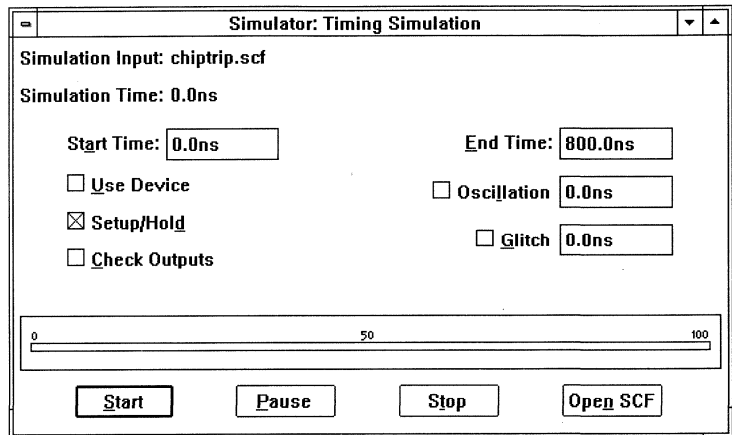 Simulator: Timing Simulation
Simulation Input: chiptrip.scf
Simulation Time: 0.0ns
Start Time: 0.0ns End Time: 800.0ns
Use Device Oscillation 0.0ns
Setup/Hold Glitch 0.0ns
Check Outputs
0 50 100
Start Pause Stop Open SCF